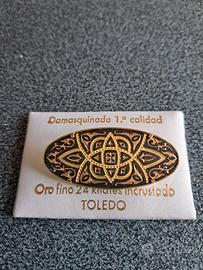 Damasquinado 1.ª calidad
Oro fino 24 kilates incrustado
TOLEDO